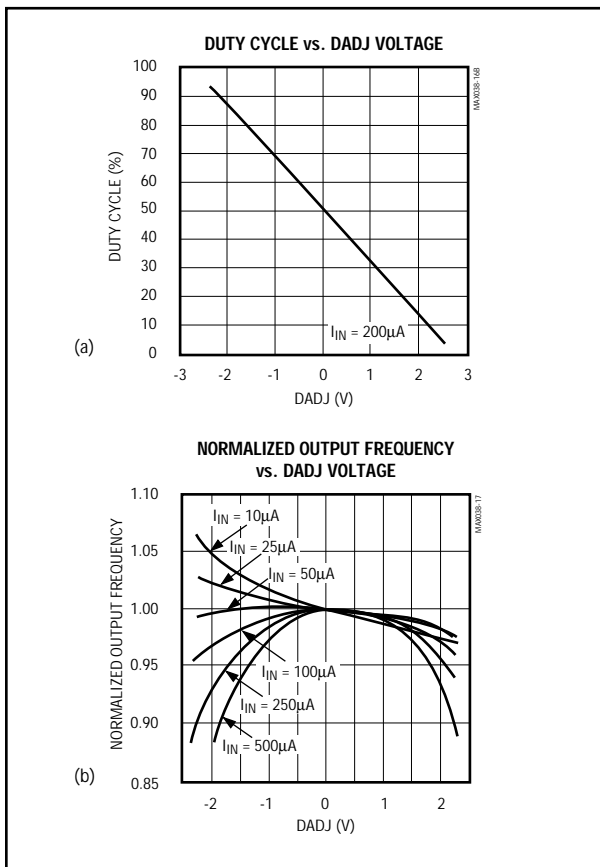 DUTY CYCLE vs. DADJ VOLTAGE
MAX038-16B
100
90
80
70
60
50
40
30
20
10
0
DUTY CYCLE (%)
I_IN = 200µA
(a)
-3 -2 -1 0 1 2 3
DADJ (V)
NORMALIZED OUTPUT FREQUENCY
vs. DADJ VOLTAGE
MAX038-17
1.10
1.05
1.00
0.95
0.90
0.85
NORMALIZED OUTPUT FREQUENCY
I_IN = 10µA
I_IN = 25µA
I_IN = 50µA
I_IN = 100µA
I_IN = 250µA
I_IN = 500µA
(b)
-2 -1 0 1 2
DADJ (V)